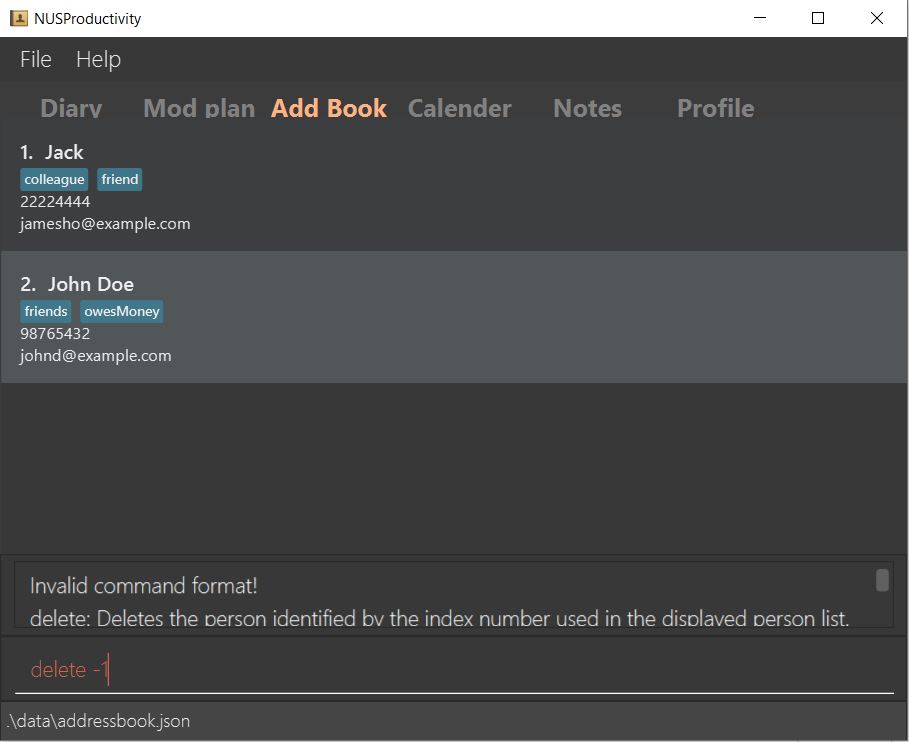 NUSProductivity
File Help
Diary Mod plan Add Book Calender Notes Profile
1. Jack
colleague friend
22224444
jamesho@example.com
2. John Doe
friends owesMoney
98765432
johnd@example.com
Invalid command format!
delete: Deletes the person identified by the index number used in the displayed person list.
delete -1
.\data\addressbook.json